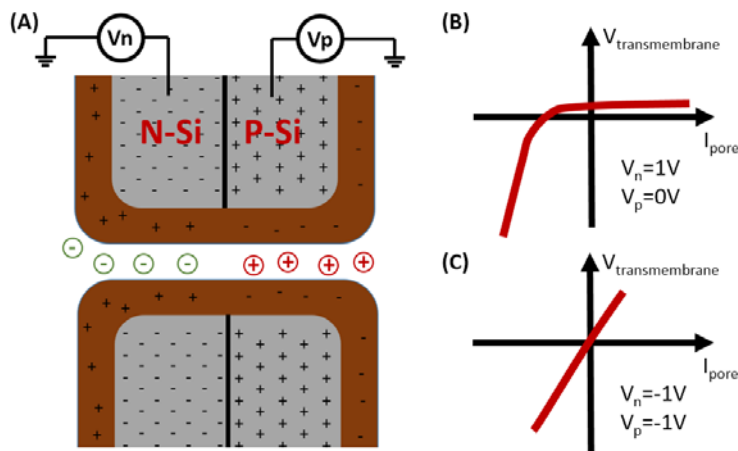 (A)
Vn
Vp
N-Si
P-Si
(B)
Vtransmembrane
Ipore
Vn=1V
Vp=0V
(C)
Vtransmembrane
Ipore
Vn=-1V
Vp=-1V